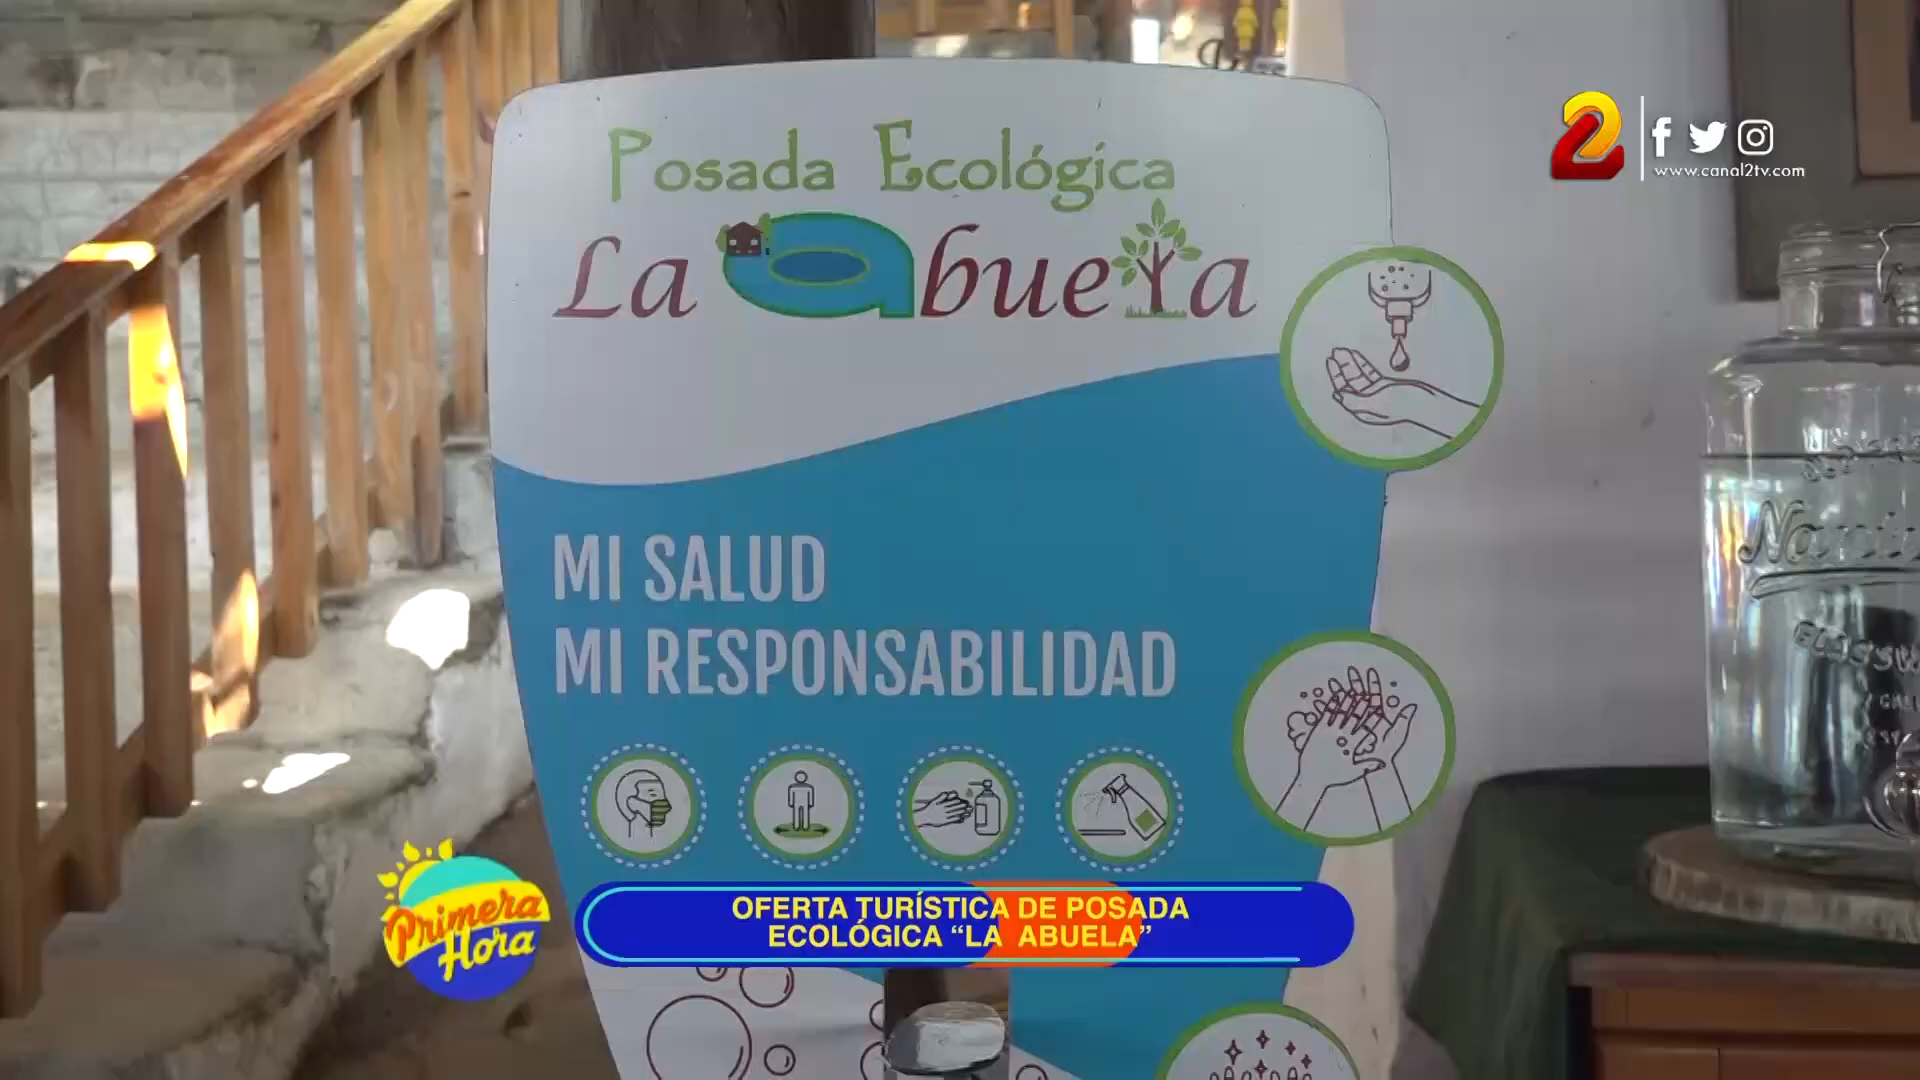 Posada Ecológica
La abuela
2
www.canal2tv.com
MI SALUD
MI RESPONSABILIDAD
Primera
Hora
OFERTA TURÍSTICA DE POSADA
ECOLÓGICA “LA ABUELA”